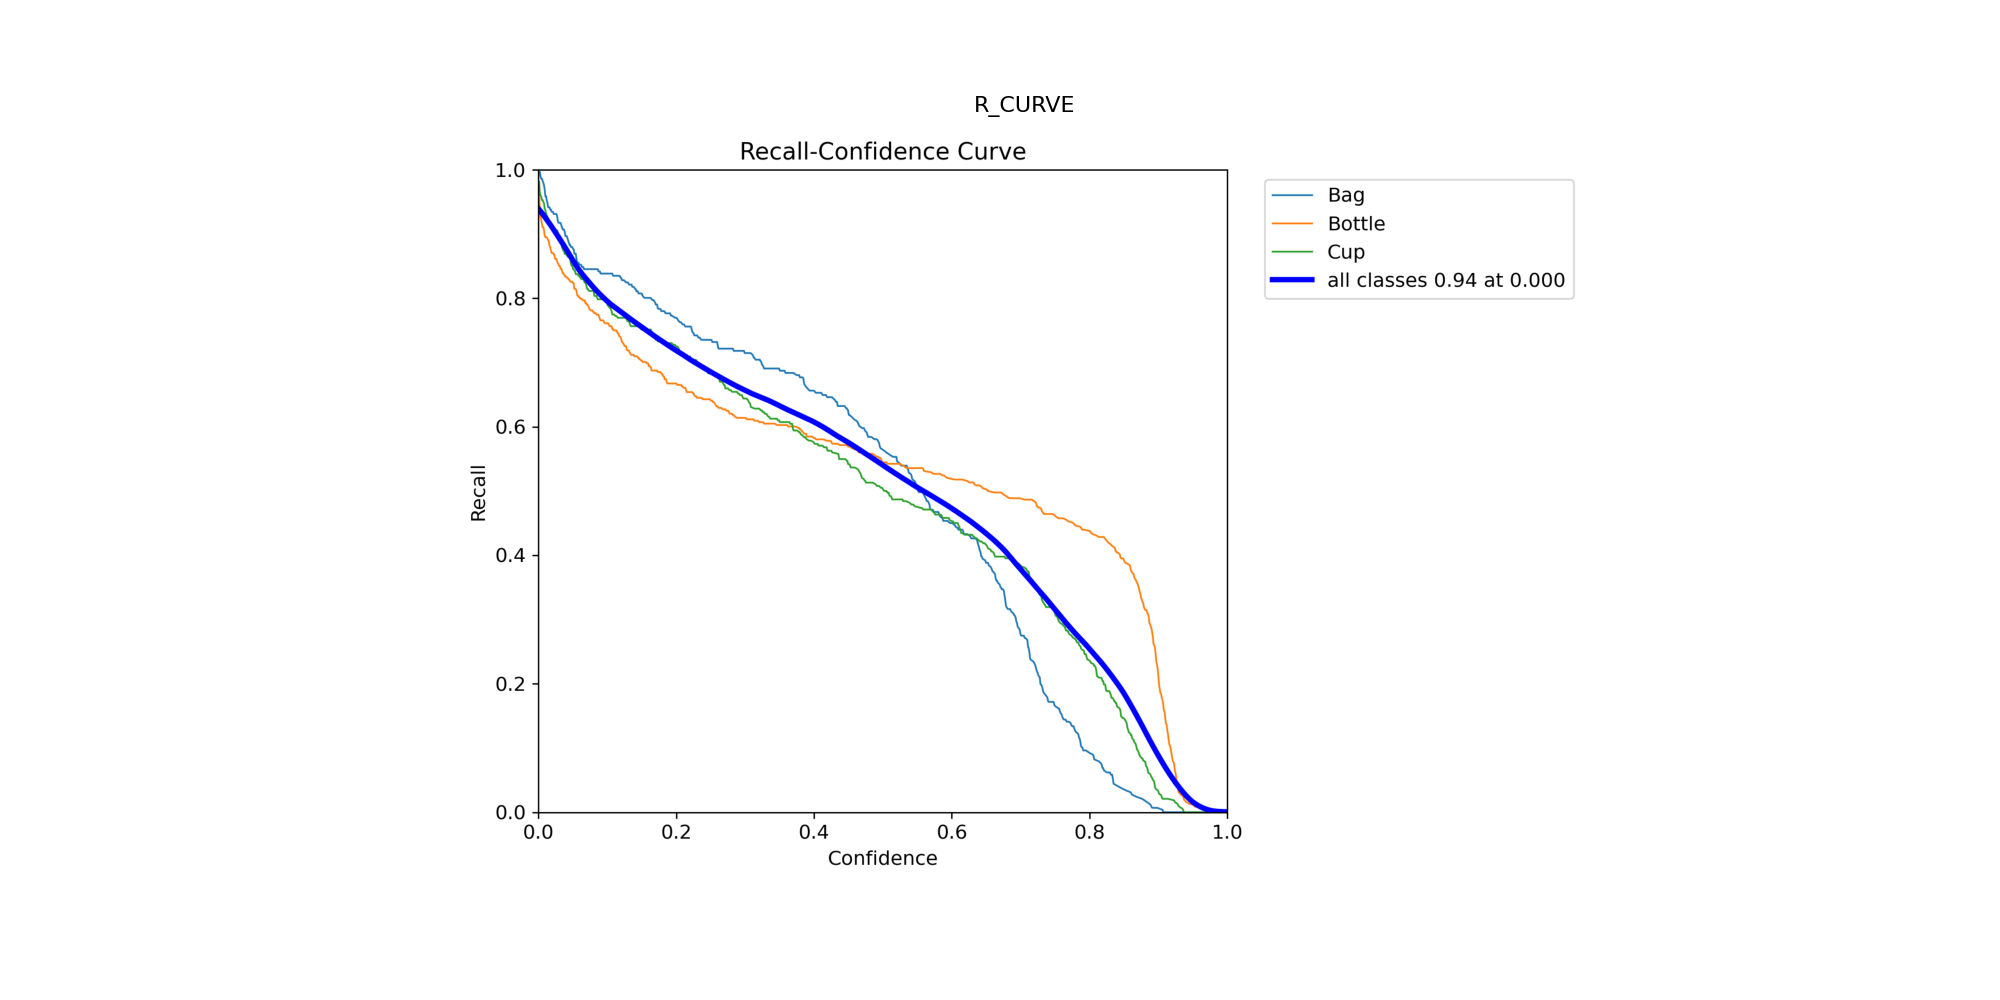 R_CURVE
Recall-Confidence Curve
1.0
0.8
0.6
0.4
0.2
0.0
Recall
0.0 0.2 0.4 0.6 0.8 1.0
Confidence
Bag
Bottle
Cup
all classes 0.94 at 0.000